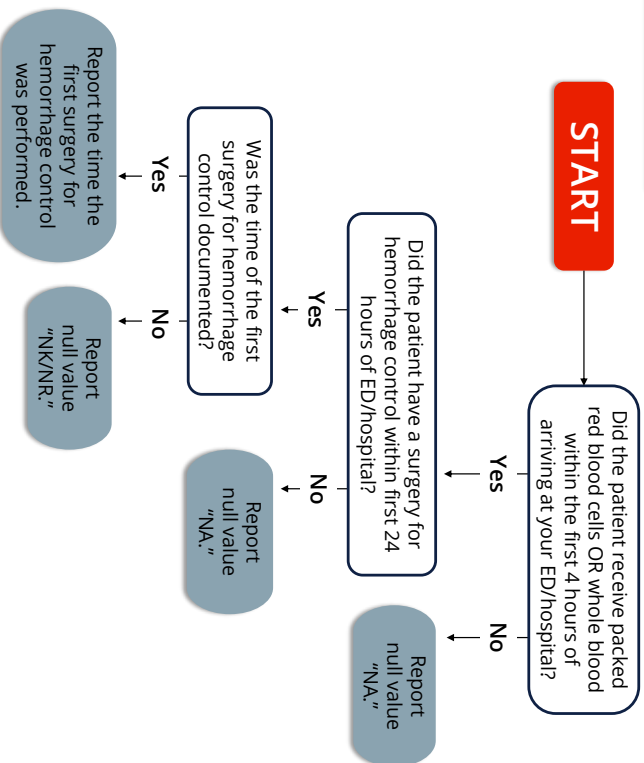 START
Did the patient receive packed
red blood cells OR whole blood
within the first 4 hours of
arriving at your ED/hospital?
Yes
No
Did the patient have a surgery for
hemorrhage control within first 24
hours of ED/hospital?
Report
null value
“NA.”
Yes
No
Was the time of the first
surgery for hemorrhage
control documented?
Report
null value
“NA.”
Yes
No
Report the time the
first surgery for
hemorrhage control
was performed.
Report
null value
“NK/NR.”